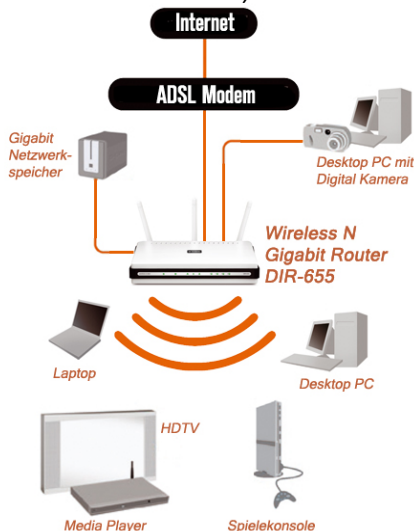 Internet
ADSL Modem
Gigabit
Netzwerk-
speicher
Desktop PC mit
Digital Kamera
Wireless N
Gigabit Router
DIR-655
Laptop
Desktop PC
HDTV
Media Player
Spielekonsole